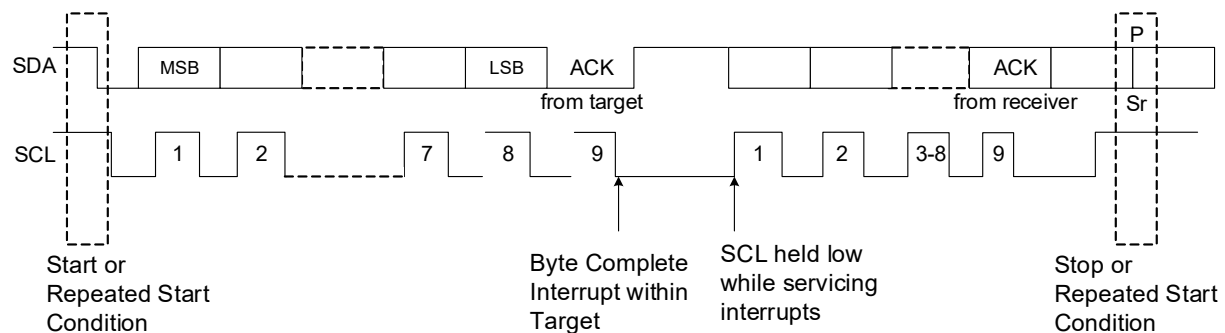 P
SDA
MSB
LSB
ACK
ACK
from target
from receiver
Sr
SCL
1
2
7
8
9
1
2
3-8
9
Start or
Repeated Start
Condition
Byte Complete
Interrupt within
Target
SCL held low
while servicing
interrupts
Stop or
Repeated Start
Condition